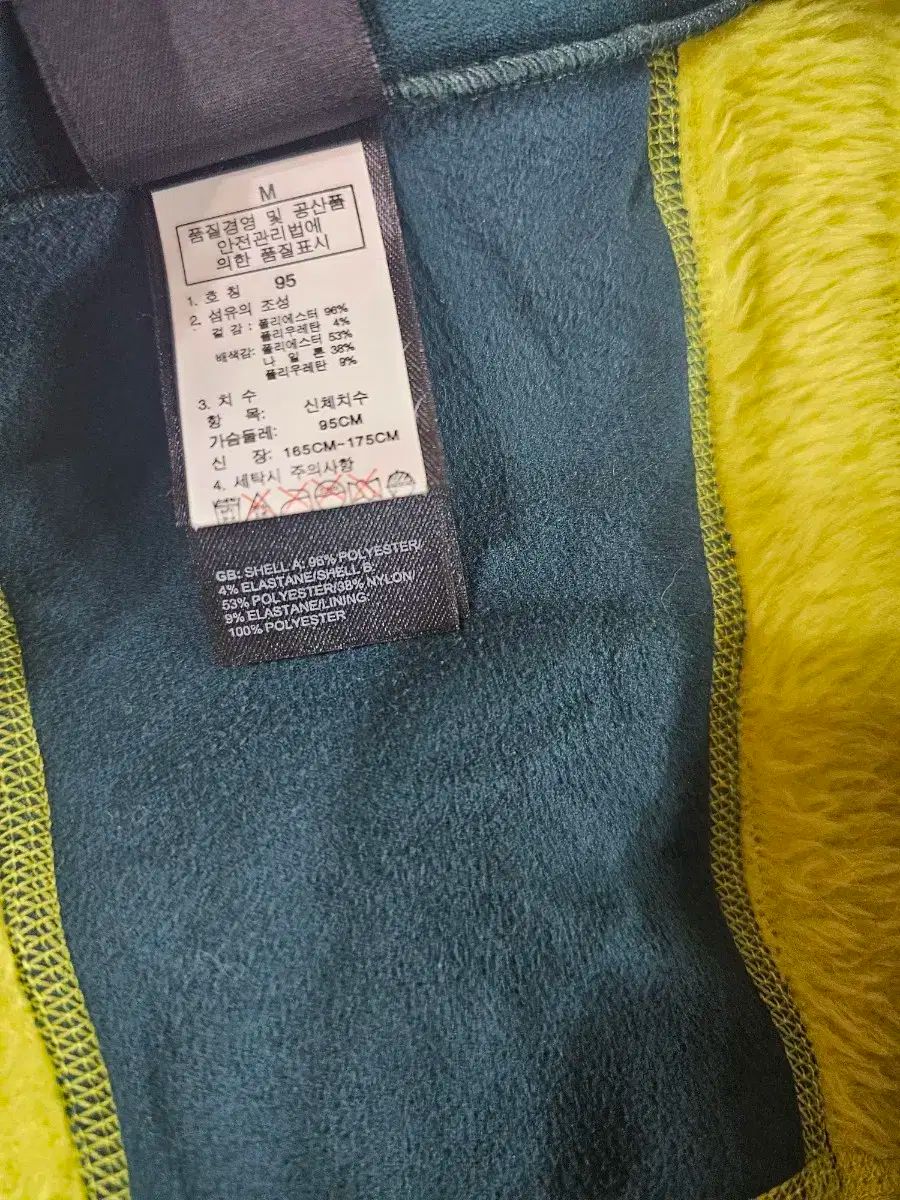 M
품질경영 및 공산품
안전관리법에
의한 품질표시
1. 호 칭 95
2. 섬유의 조성
겉 감 : 폴리에스터 96%
폴리우레탄 4%
배색감: 폴리에스터 53%
나 일 론 38%
폴리우레탄 9%
3. 치 수
항 목: 신체치수
가슴둘레: 95CM
신 장: 165CM~175CM
4. 세탁시 주의사항
GB: SHELL A: 96% POLYESTER/
4% ELASTANE/SHELL B:
53% POLYESTER/38% NYLON/
9% ELASTANE/LINING:
100% POLYESTER